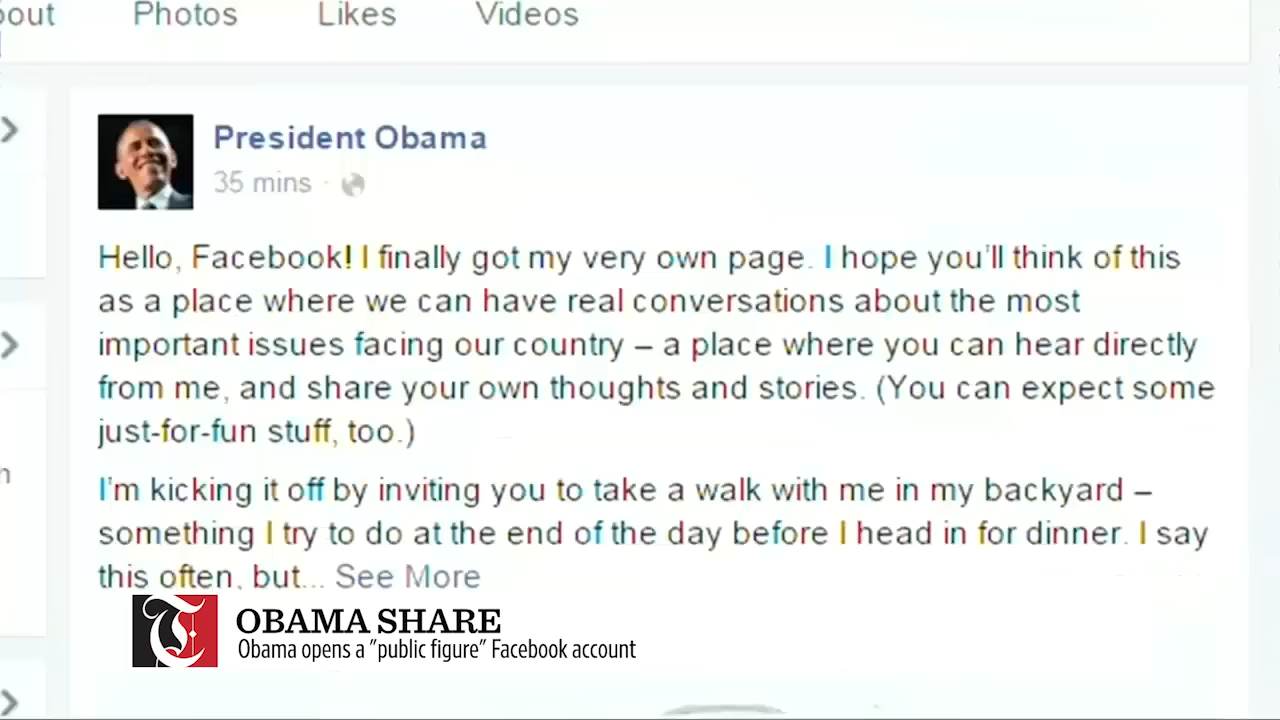 bout Photos Likes Videos
President Obama
35 mins ·
Hello, Facebook! I finally got my very own page. I hope you'll think of this
as a place where we can have real conversations about the most
important issues facing our country – a place where you can hear directly
from me, and share your own thoughts and stories. (You can expect some
just-for-fun stuff, too.)
I'm kicking it off by inviting you to take a walk with me in my backyard –
something I try to do at the end of the day before I head in for dinner. I say
this often, but... See More
T
OBAMA SHARE
Obama opens a "public figure" Facebook account